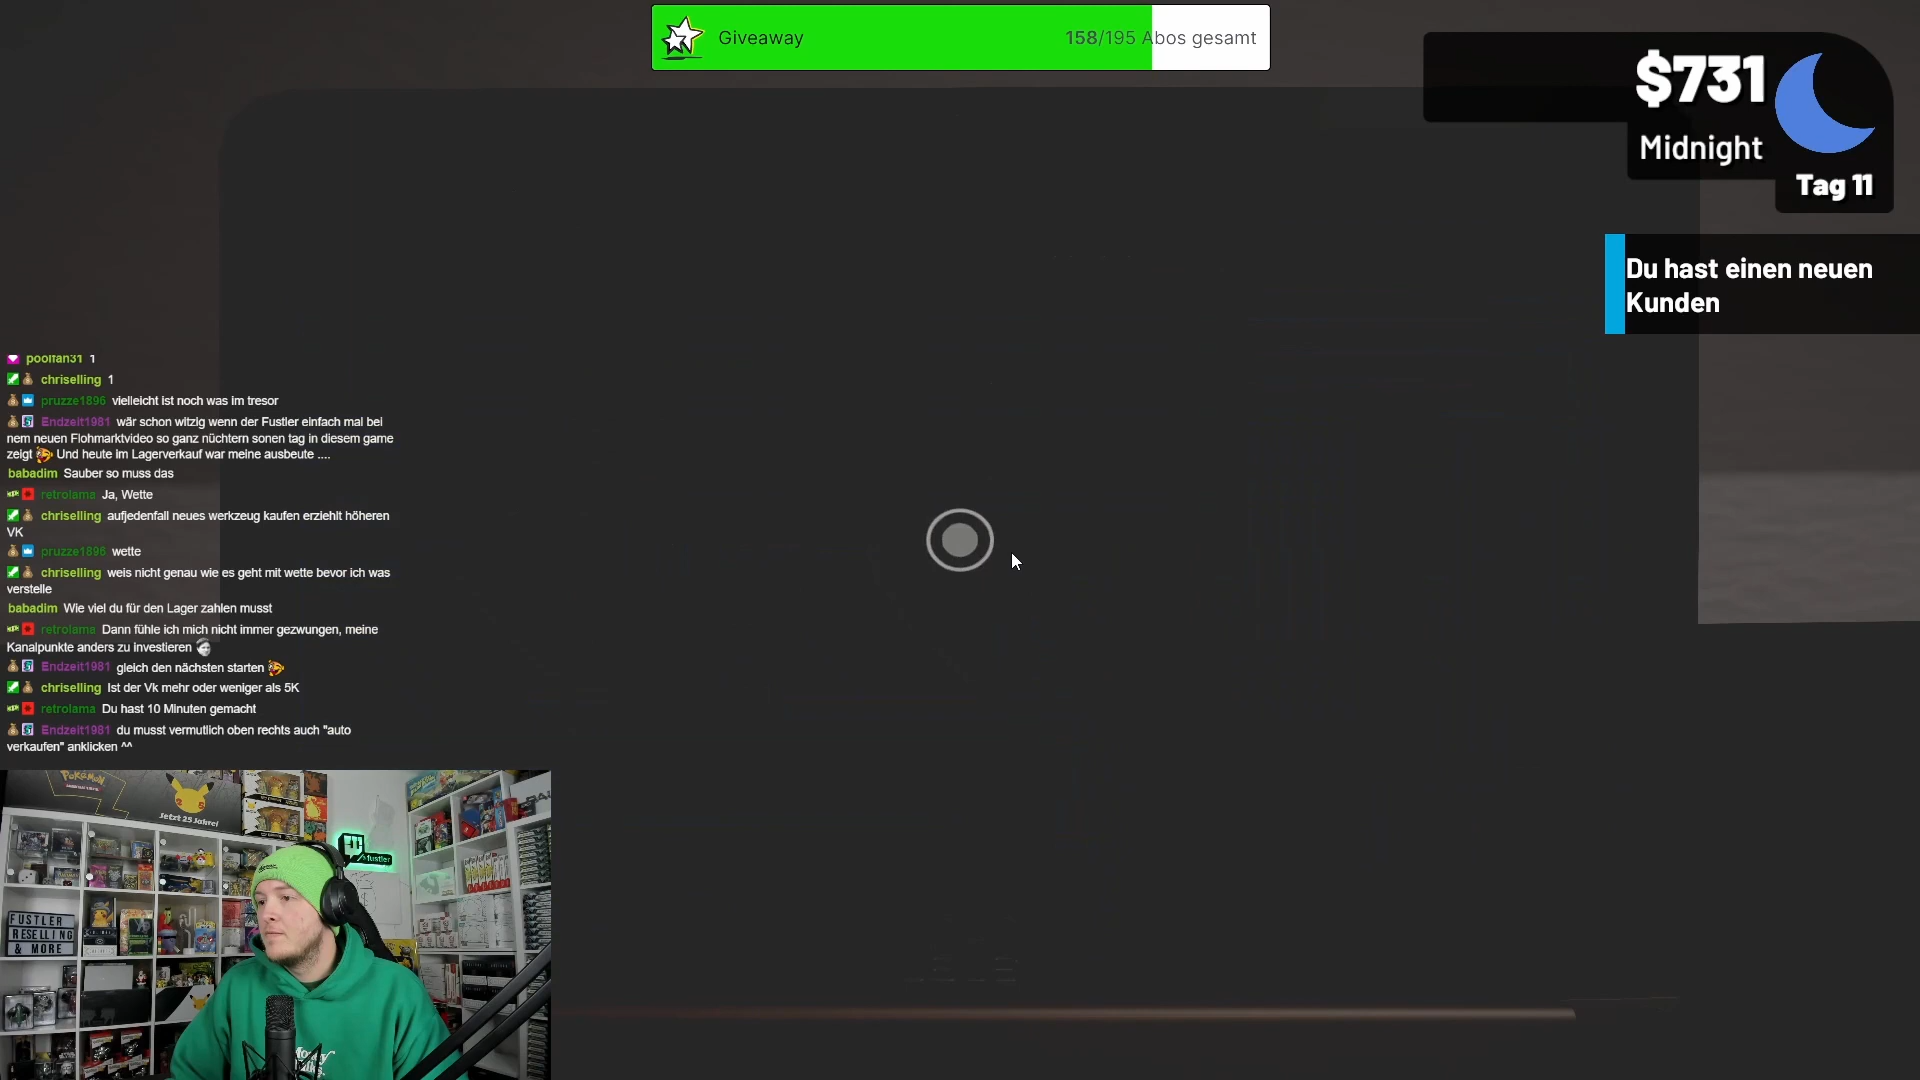 Giveaway
158/195 Abos gesamt
$731
Midnight
Tag 11
Du hast einen neuen
Kunden
poolfan31 1
chriselling 1
pruzze1896 vielleicht ist noch was im tresor
Endzeit1981 wär schon witzig wenn der Fustler einfach mal bei
nem neuen Flohmarktvideo so ganz nüchtern sonen tag in diesem game
zeigt Und heute im Lagerverkauf war meine ausbeute ....
babadim Sauber so muss das
retrolama Ja, Wette
chriselling aufjedenfall neues werkzeug kaufen erziehlt höheren
VK
pruzze1896 wette
chriselling weis nicht genau wie es geht mit wette bevor ich was
verstelle
babadim Wie viel du für den Lager zahlen musst
retrolama Dann fühle ich mich nicht immer gezwungen, meine
Kanalpunkte anders zu investieren
Endzeit1981 gleich den nächsten starten
chriselling Ist der Vk mehr oder weniger als 5K
retrolama Du hast 10 Minuten gemacht
Endzeit1981 du musst vermutlich oben rechts auch "auto
verkaufen" anklicken ^^
POKéMON
Jetzt 25 Jahre!
fustler
FUSTLER
RESELLING
& MORE